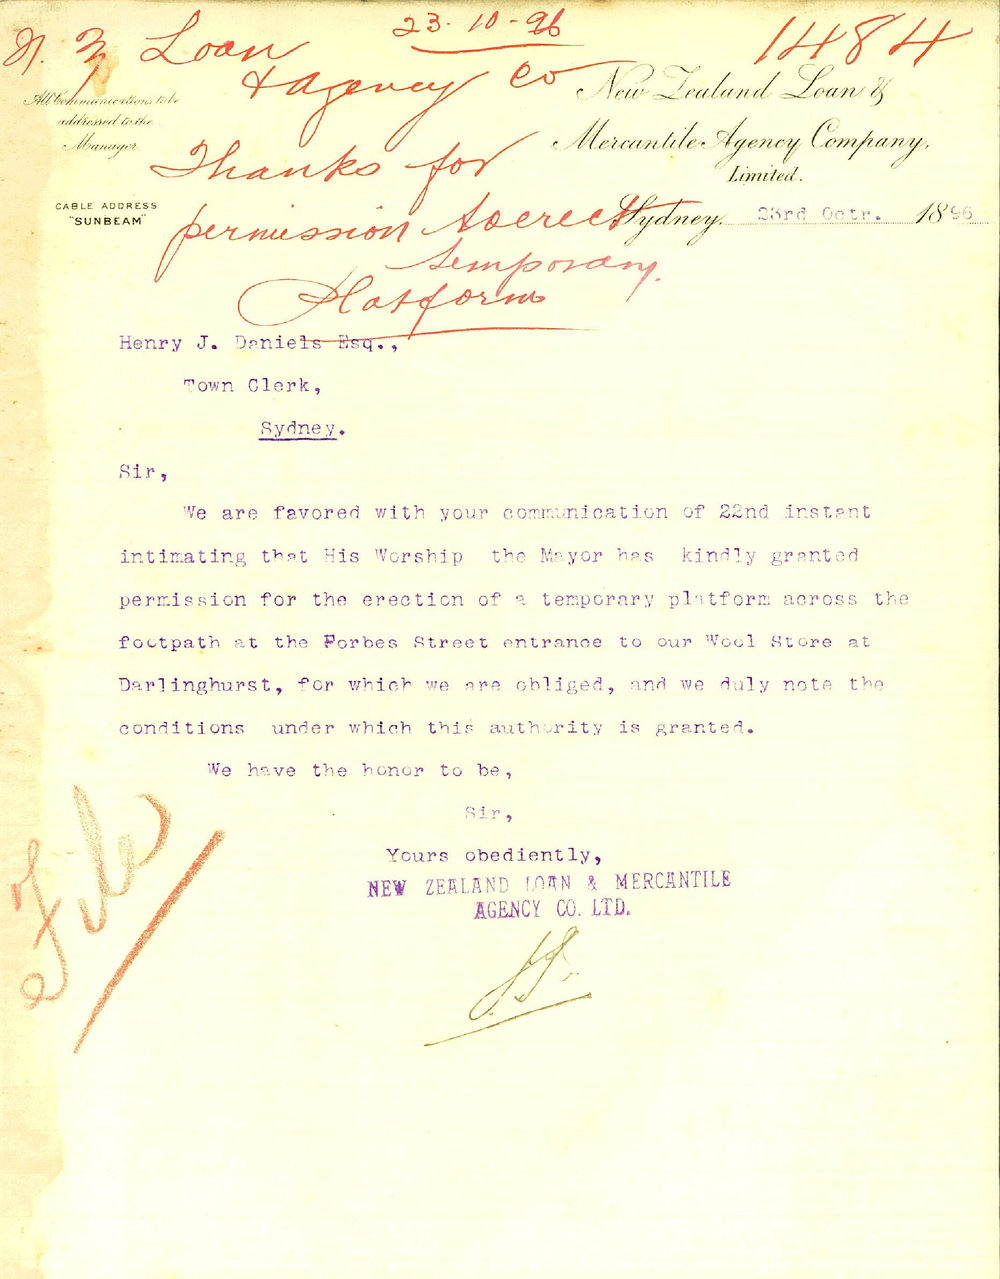 23. 10 - 96
1484
N. Z Loan
& Agency Co
Thanks for
permission to erect
temporary
Platform
All Communications to be
addressed to the
Manager
CABLE ADDRESS
"SUNBEAM"
New Zealand Loan &
Mercantile Agency Company,
Limited.
Sydney, 23rd Octr. 1896
Henry J. Daniels Esq.,
Town Clerk,
Sydney.
Sir,
We are favored with your communication of 22nd instant
intimating that His Worship the Mayor has kindly granted
permission for the erection of a temporary platform across the
footpath at the Forbes Street entrance to our Wool Store at
Darlinghurst, for which we are obliged, and we duly note the
conditions under which this authority is granted.
We have the honor to be,
Sir,
Yours obediently,
NEW ZEALAND LOAN & MERCANTILE
AGENCY CO. LTD.
File